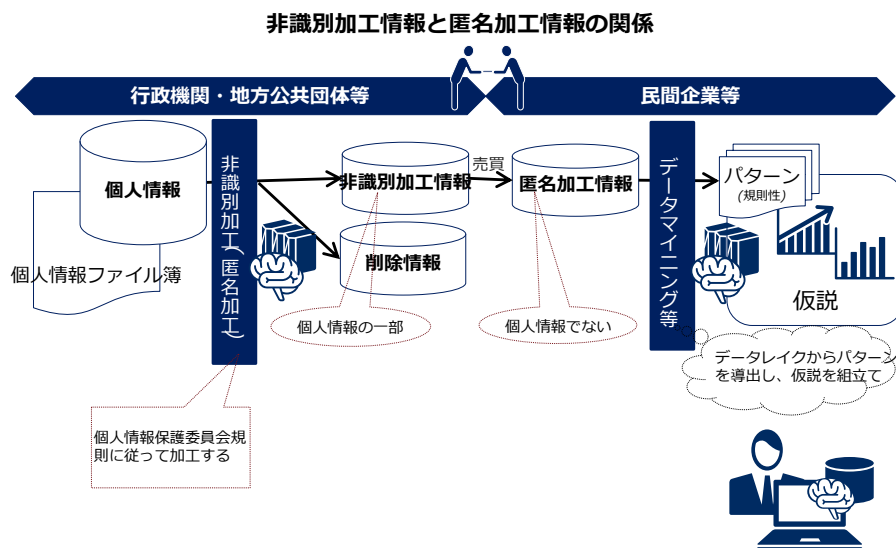 非識別加工情報と匿名加工情報の関係
行政機関・地方公共団体等
民間企業等
個人情報
個人情報ファイル簿
非識別加工(匿名加工)
非識別加工情報
削除情報
売買
匿名加工情報
データマイニング等
パターン
(規則性)
仮説
個人情報の一部
個人情報でない
データレイクからパターン
を導出し、仮説を組立て
個人情報保護委員会規
則に従って加工する